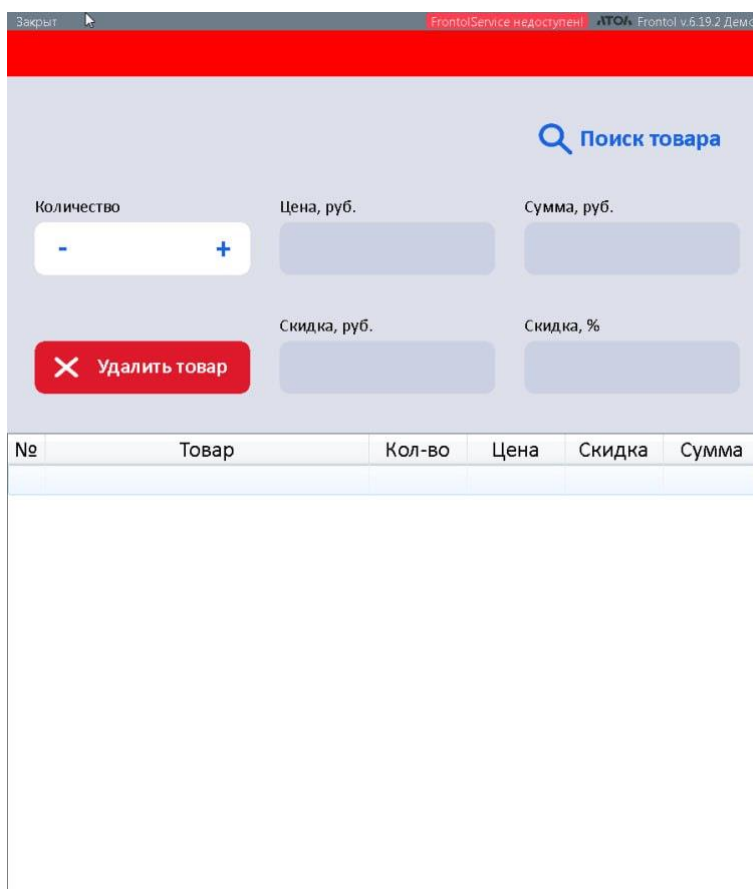 Закрыт FrontolService недоступен! АТОЛ Frontol v.6.19.2 Демо
Поиск товара
Количество Цена, руб. Сумма, руб.
- +
Скидка, руб. Скидка, %
Удалить товар
№ Товар Кол-во Цена Скидка Сумма